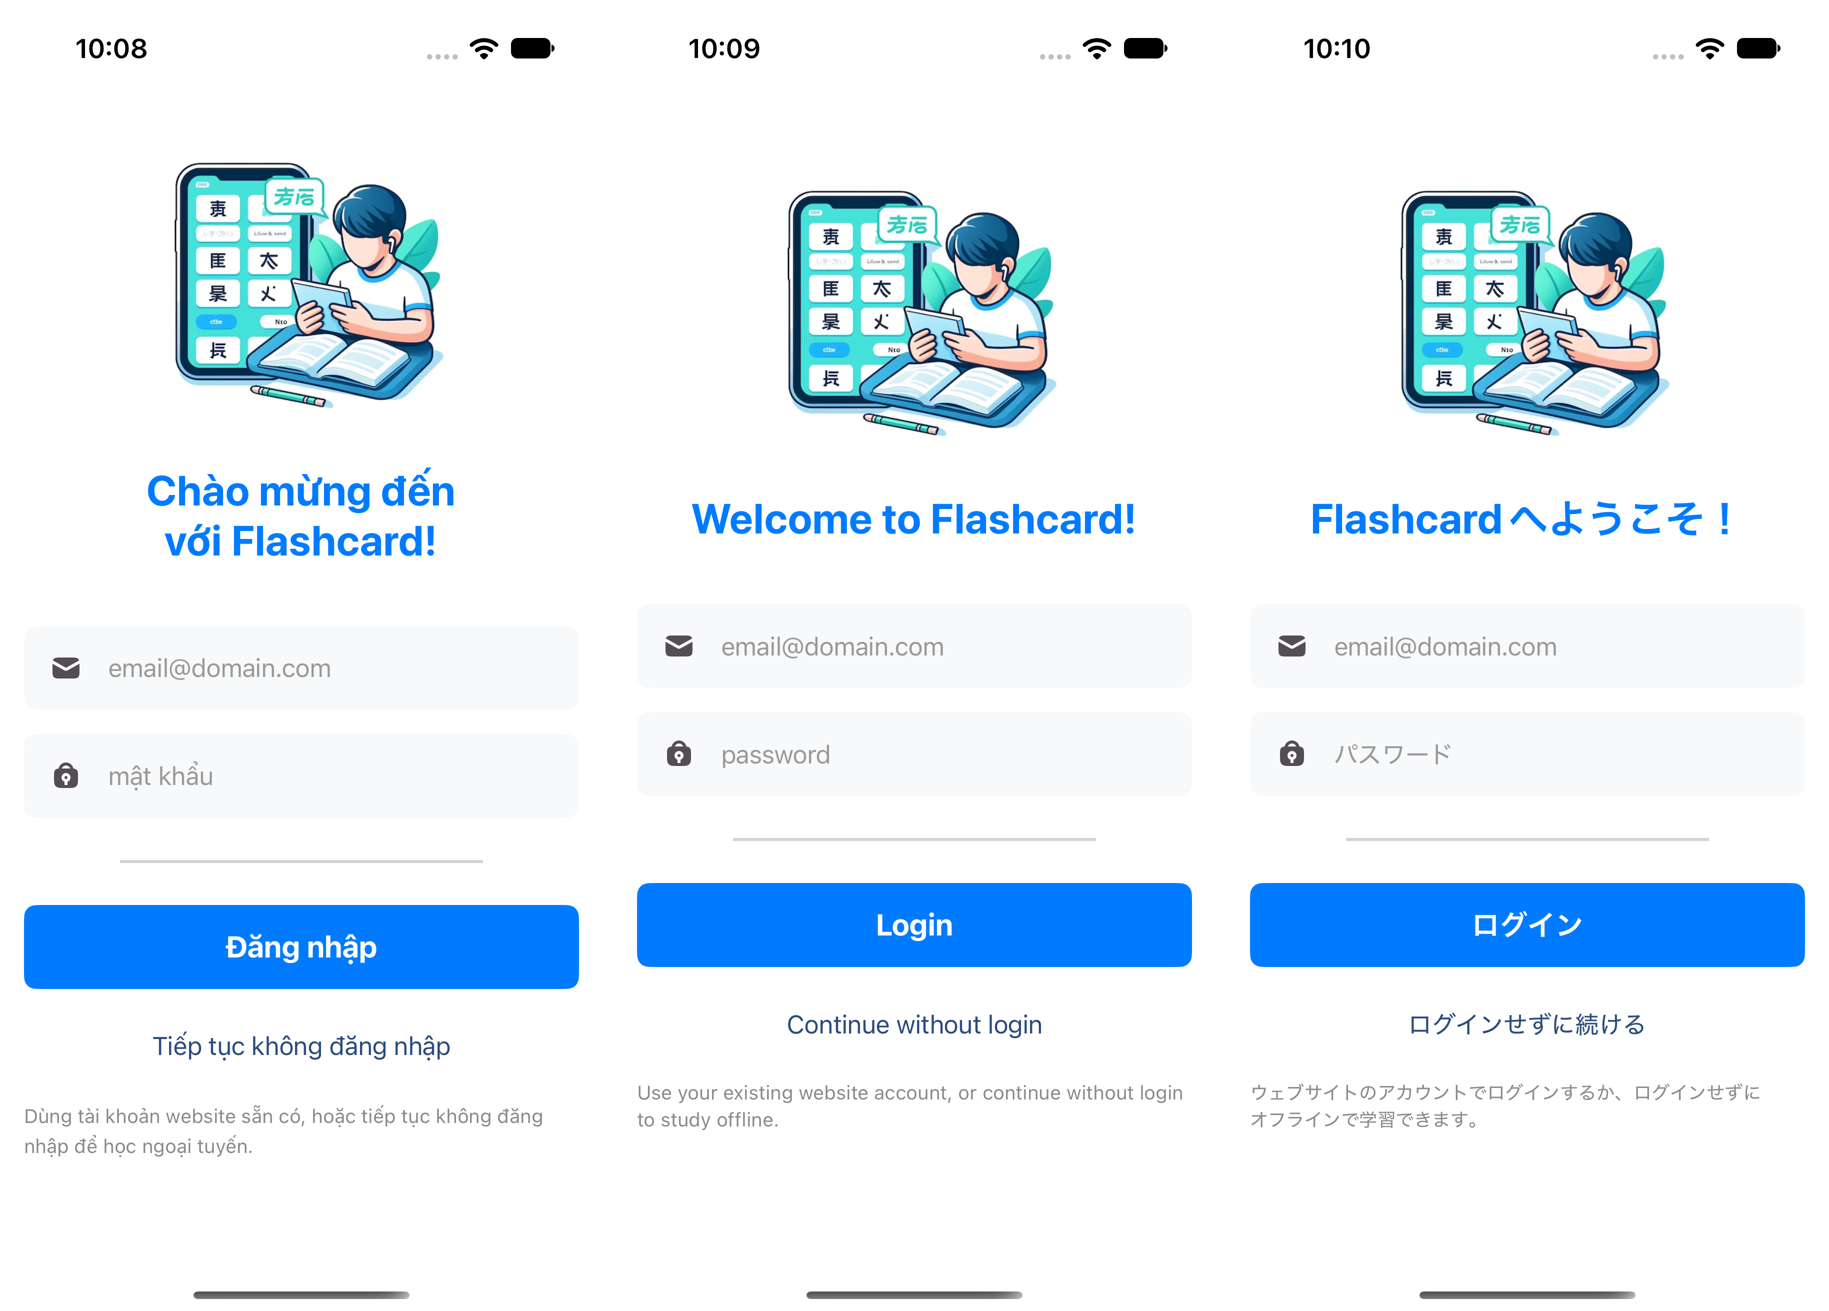 10:08
Chào mừng đến
với Flashcard!
email@domain.com
mật khẩu
Đăng nhập
Tiếp tục không đăng nhập
Dùng tài khoản website sẵn có, hoặc tiếp tục không đăng
nhập để học ngoại tuyến.
10:09
Welcome to Flashcard!
email@domain.com
password
Login
Continue without login
Use your existing website account, or continue without login
to study offline.
10:10
Flashcardへようこそ！
email@domain.com
パスワード
ログイン
ログインせずに続ける
ウェブサイトのアカウントでログインするか、ログインせずに
オフラインで学習できます。